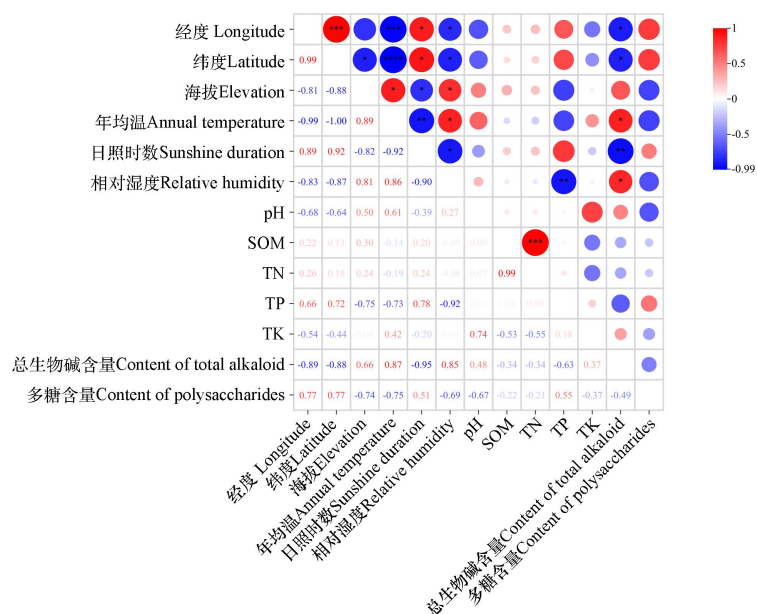 经度 Longitude *** *** * * *
纬度Latitude 0.99 * **** * * *
海拔Elevation -0.81 -0.88 * * *
年均温Annual temperature -0.99 -1.00 0.89 ** * *
日照时数Sunshine duration 0.89 0.92 -0.82 -0.92 * **
相对湿度Relative humidity -0.83 -0.87 0.81 0.86 -0.90 ** *
pH -0.68 -0.64 0.50 0.61 -0.39 0.27
SOM 0.22 0.13 0.30 -0.14 0.20 ***
TN 0.26 0.18 0.24 -0.19 0.24 0.99
TP 0.66 0.72 -0.75 -0.73 0.78 -0.92
TK -0.54 -0.44 0.42 -0.20 0.74 -0.53 -0.55 0.18
总生物碱含量Content of total alkaloid -0.89 -0.88 0.66 0.87 -0.95 0.85 0.48 -0.34 -0.34 -0.63 0.37
多糖含量Content of polysaccharides 0.77 0.77 -0.74 -0.75 0.51 -0.69 -0.67 -0.22 -0.21 0.55 -0.37 -0.49
经度 Longitude
纬度Latitude
海拔Elevation
年均温Annual temperature
日照时数Sunshine duration
相对湿度Relative humidity
pH
SOM
TN
TP
TK
总生物碱含量Content of total alkaloid
多糖含量Content of polysaccharides
1
0.5
0
-0.5
-0.99